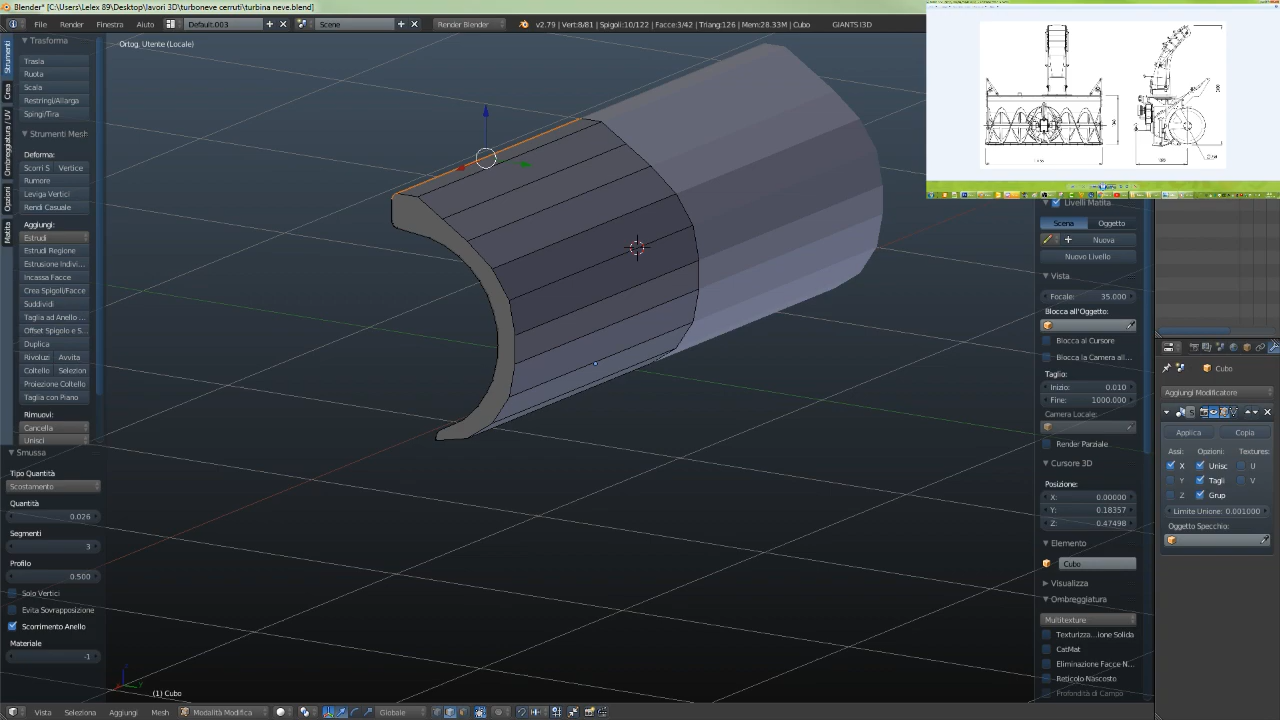 Blender* [C:\Users\Lelex 89\Desktop\lavori 3D\turboneve cerruti\turbina neve.blend]
File Render Finestra Aiuto Default.003 Scene Render Blender v2.79 | Vert:8/81 | Spigoli:10/122 | Facce:3/42 | Triang:126 | Mem:28.33M | Cubo GIANTS I3D
Strumenti
Crea
Ombreggiatura / UV
Opzioni
Matita
Trasforma
Trasla
Ruota
Scala
Restringi/Allarga
Spingi/Tira
Strumenti Mesh
Deforma:
Scorri S Vertice
Rumore
Leviga Vertici
Rendi Casuale
Aggiungi:
Estrudi
Estrudi Regione
Estrusione Indivi...
Incassa Facce
Crea Spigoli/Facce
Suddividi
Taglia ad Anello ...
Offset Spigolo e S...
Duplica
Rivoluzi Avvita
Coltello Selezion
Proiezione Coltello
Taglia con Piano
Rimuovi:
Cancella
Unisci
Smussa
Tipo Quantità
Scostamento
Quantità
0.026
Segmenti
3
Profilo
0.500
Solo Vertici
Evita Sovrapposizione
Scorrimento Anello
Materiale
-1
Ortog. Utente (Locale)
(1) Cubo
Livelli Matita
Scena Oggetto
Nuova
Nuovo Livello
Vista
Focale: 35.000
Blocca all'Oggetto:
Blocca al Cursore
Blocca la Camera all...
Taglio:
Inizio: 0.010
Fine: 1000.000
Camera Locale:
Render Parziale
Cursore 3D
Posizione:
X: 0.00000
Y: 0.18357
Z: 0.47498
Elemento
Cubo
Visualizza
Ombreggiatura
Multitexture
Texturizza...ione Solida
CatMat
Eliminazione Facce N...
Reticolo Nascosto
Profondità di Campo
Cubo
Aggiungi Modificatore
Applica Copia
Assi: Opzioni: Textures:
X Unisc U
Y Tagli V
Z Grup
Limite Unione: 0.001000
Oggetto Specchio:
Vista Seleziona Aggiungi Mesh Modalità Modifica Globale